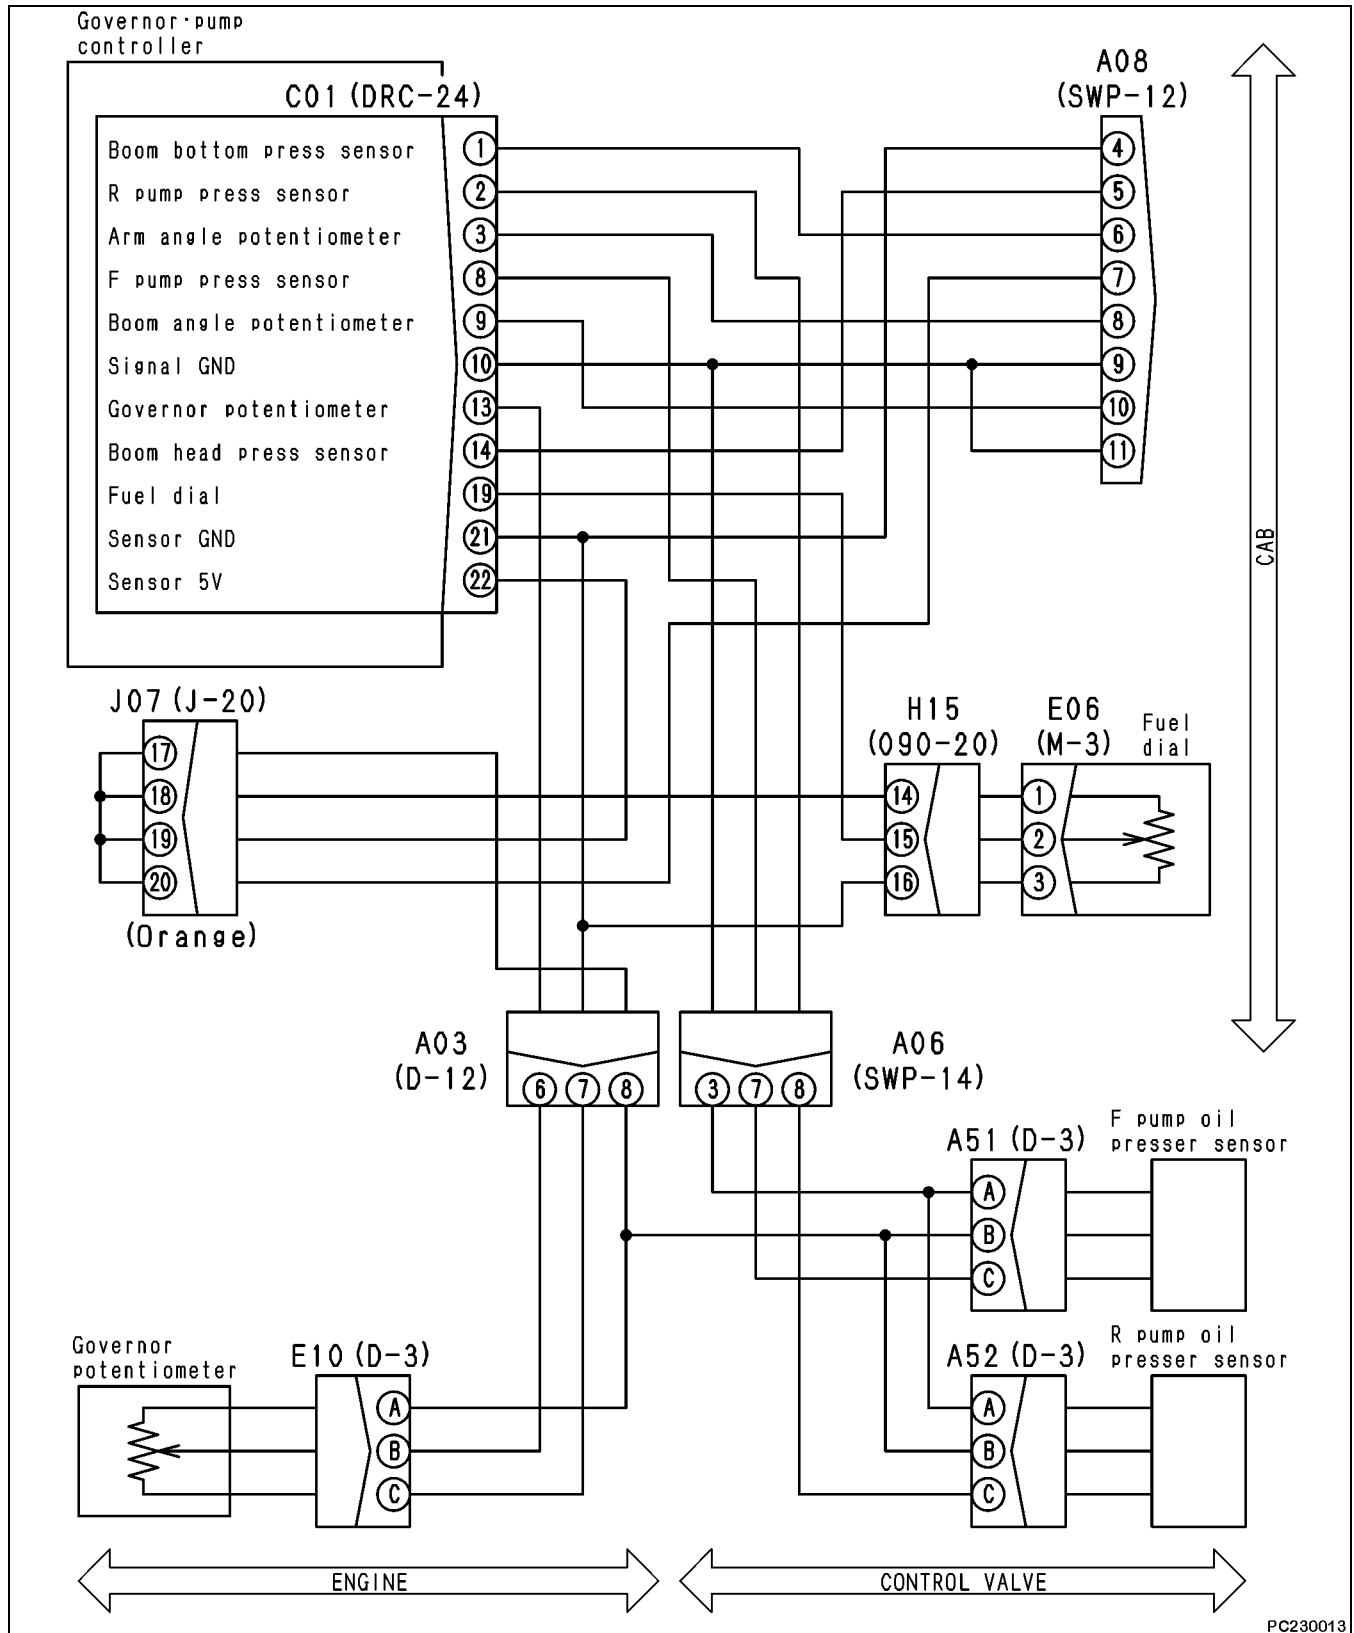 Governor·pump
controller
C01 (DRC-24)
A08
(SWP-12)
Boom bottom press sensor 1
R pump press sensor 2
Arm angle potentiometer 3
F pump press sensor 8
Boom angle potentiometer 9
Signal GND 10
Governor potentiometer 13
Boom head press sensor 14
Fuel dial 19
Sensor GND 21
Sensor 5V 22
4
5
6
7
8
9
10
11
CAB
J07 (J-20)
17
18
19
20
(Orange)
H15
(090-20)
14
15
16
E06
(M-3)
1
2
3
Fuel
dial
A03
(D-12)
6 7 8
3 7 8
A06
(SWP-14)
A51 (D-3)
A
B
C
F pump oil
presser sensor
A52 (D-3)
A
B
C
R pump oil
presser sensor
Governor
potentiometer
E10 (D-3)
A
B
C
ENGINE
CONTROL VALVE
PC230013